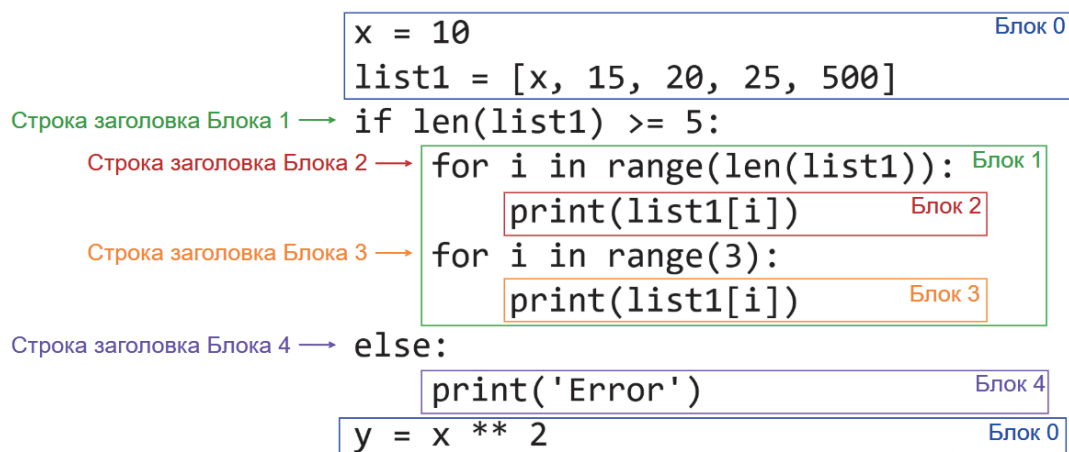 x = 10 Блок 0
list1 = [x, 15, 20, 25, 500]
Строка заголовка Блока 1 if len(list1) >= 5:
Строка заголовка Блока 2 for i in range(len(list1)): Блок 1
print(list1[i]) Блок 2
Строка заголовка Блока 3 for i in range(3):
print(list1[i]) Блок 3
Строка заголовка Блока 4 else:
print('Error') Блок 4
y = x ** 2 Блок 0